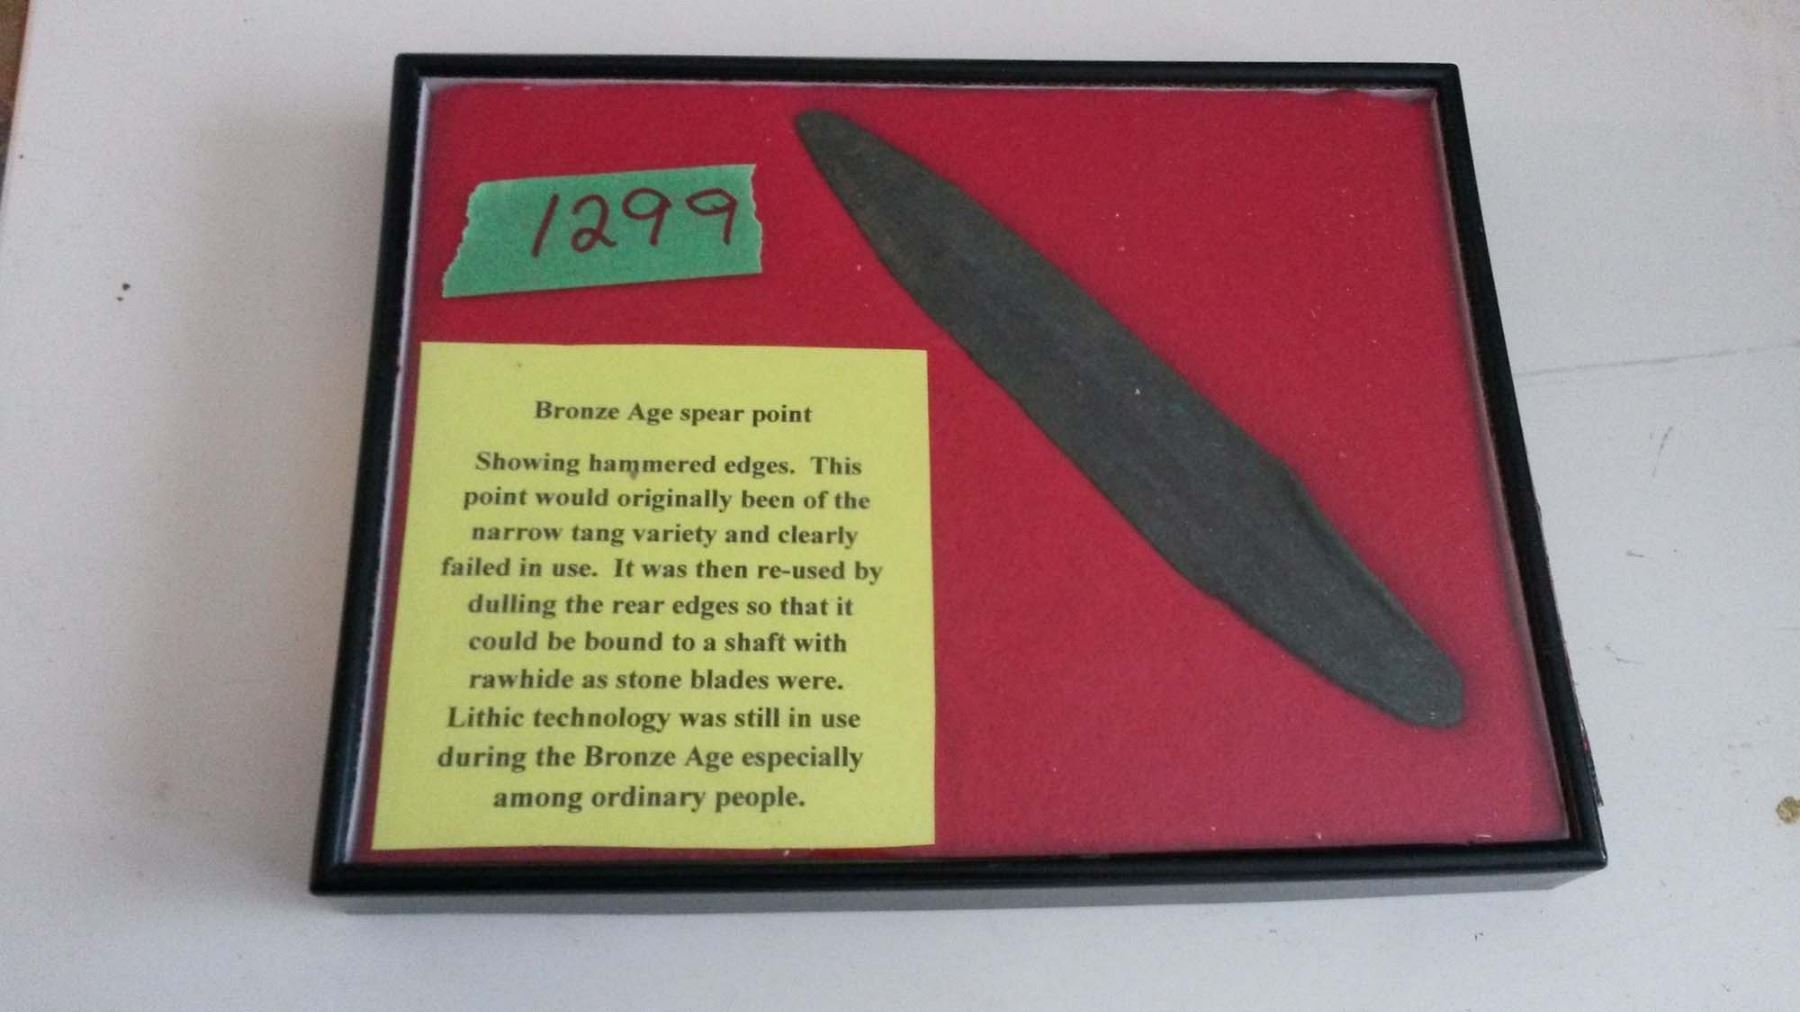 1299
Bronze Age spear point
Showing hammered edges. This
point would originally been of the
narrow tang variety and clearly
failed in use. It was then re-used by
dulling the rear edges so that it
could be bound to a shaft with
rawhide as stone blades were.
Lithic technology was still in use
during the Bronze Age especially
among ordinary people.